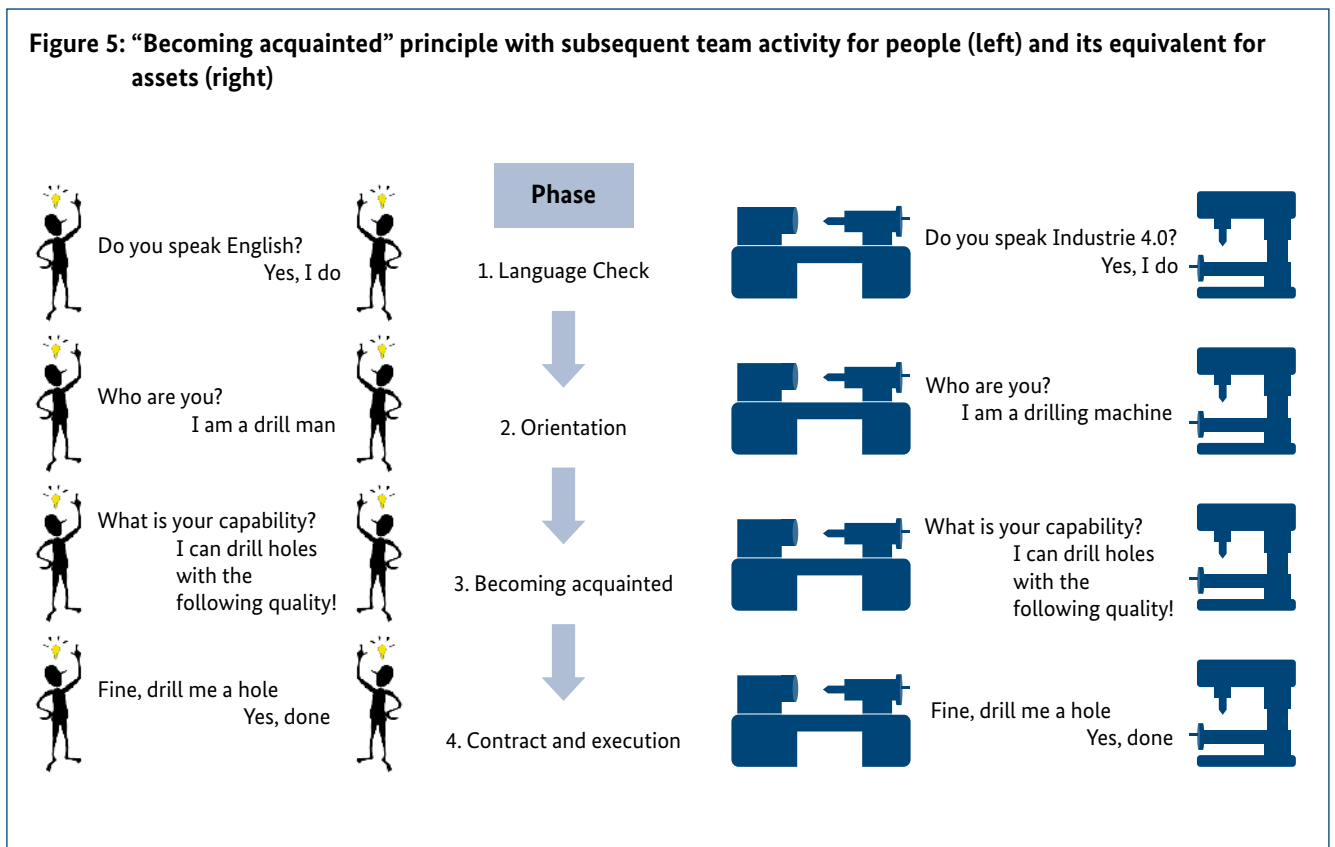 Figure 5: “Becoming acquainted” principle with subsequent team activity for people (left) and its equivalent for
assets (right)
Phase
Do you speak English?
Yes, I do
1. Language Check
Do you speak Industrie 4.0?
Yes, I do
Who are you?
I am a drill man
2. Orientation
Who are you?
I am a drilling machine
What is your capability?
I can drill holes
with the
following quality!
3. Becoming acquainted
What is your capability?
I can drill holes
with the
following quality!
Fine, drill me a hole
Yes, done
4. Contract and execution
Fine, drill me a hole
Yes, done